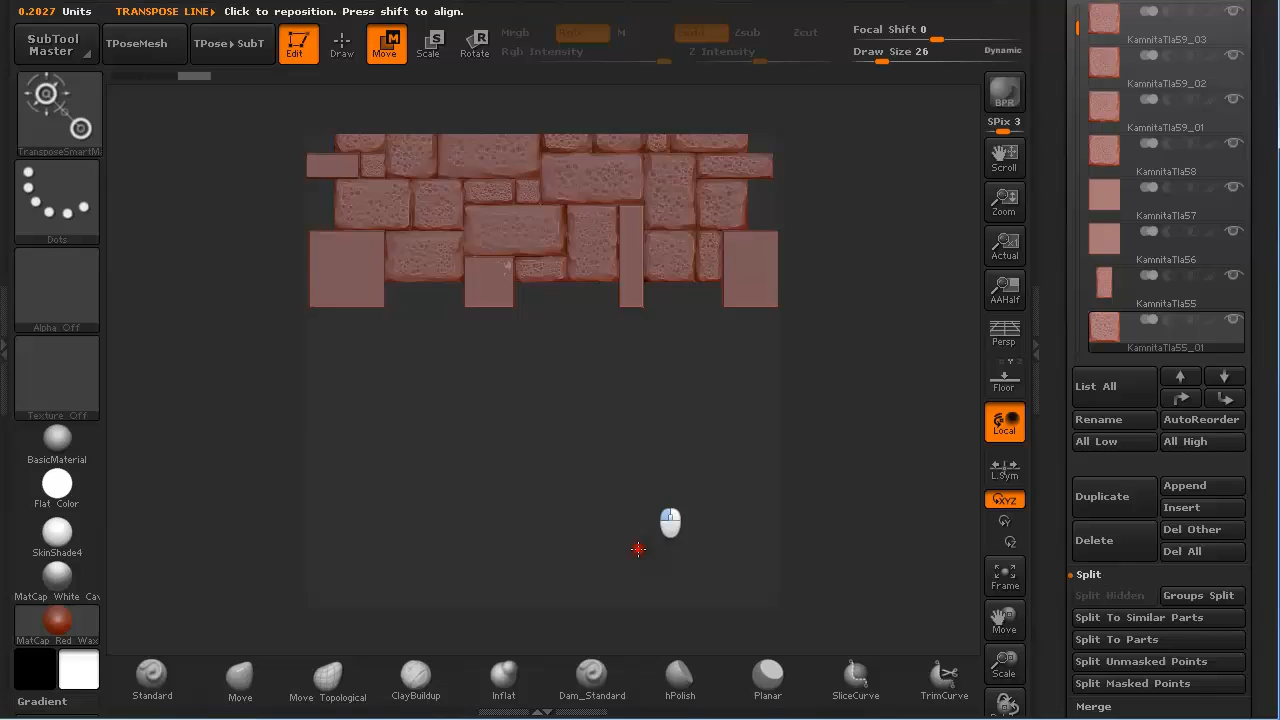 0.2027 Units TRANSPOSE LINE▸ Click to reposition. Press shift to align.
SubTool Master
TPoseMesh
TPose▸SubT
Edit
Draw
Move
Scale
Rotate
Mrgb
Rgb
M
Zadd
Zsub
Zcut
Rgb Intensity
Z Intensity
Focal Shift 0
Draw Size 26
Dynamic
TransposeSmartMa
Dots
Alpha Off
Texture Off
BasicMaterial
Flat Color
SkinShade4
MatCap White Cav
MatCap Red Wax
Gradient
BPR
SPix 3
Scroll
Zoom
Actual
AAHalf
Persp
Floor
Local
L.Sym
XYZ
Frame
Move
Scale
Standard
Move
Move Topological
ClayBuildup
Inflat
Dam_Standard
hPolish
Planar
SliceCurve
TrimCurve
KamnitaTla59_03
KamnitaTla59_02
KamnitaTla59_01
KamnitaTla58
KamnitaTla57
KamnitaTla56
KamnitaTla55
KamnitaTla55_01
List All
Rename
AutoReorder
All Low
All High
Duplicate
Append
Insert
Delete
Del Other
Del All
Split
Split Hidden
Groups Split
Split To Similar Parts
Split To Parts
Split Unmasked Points
Split Masked Points
Merge